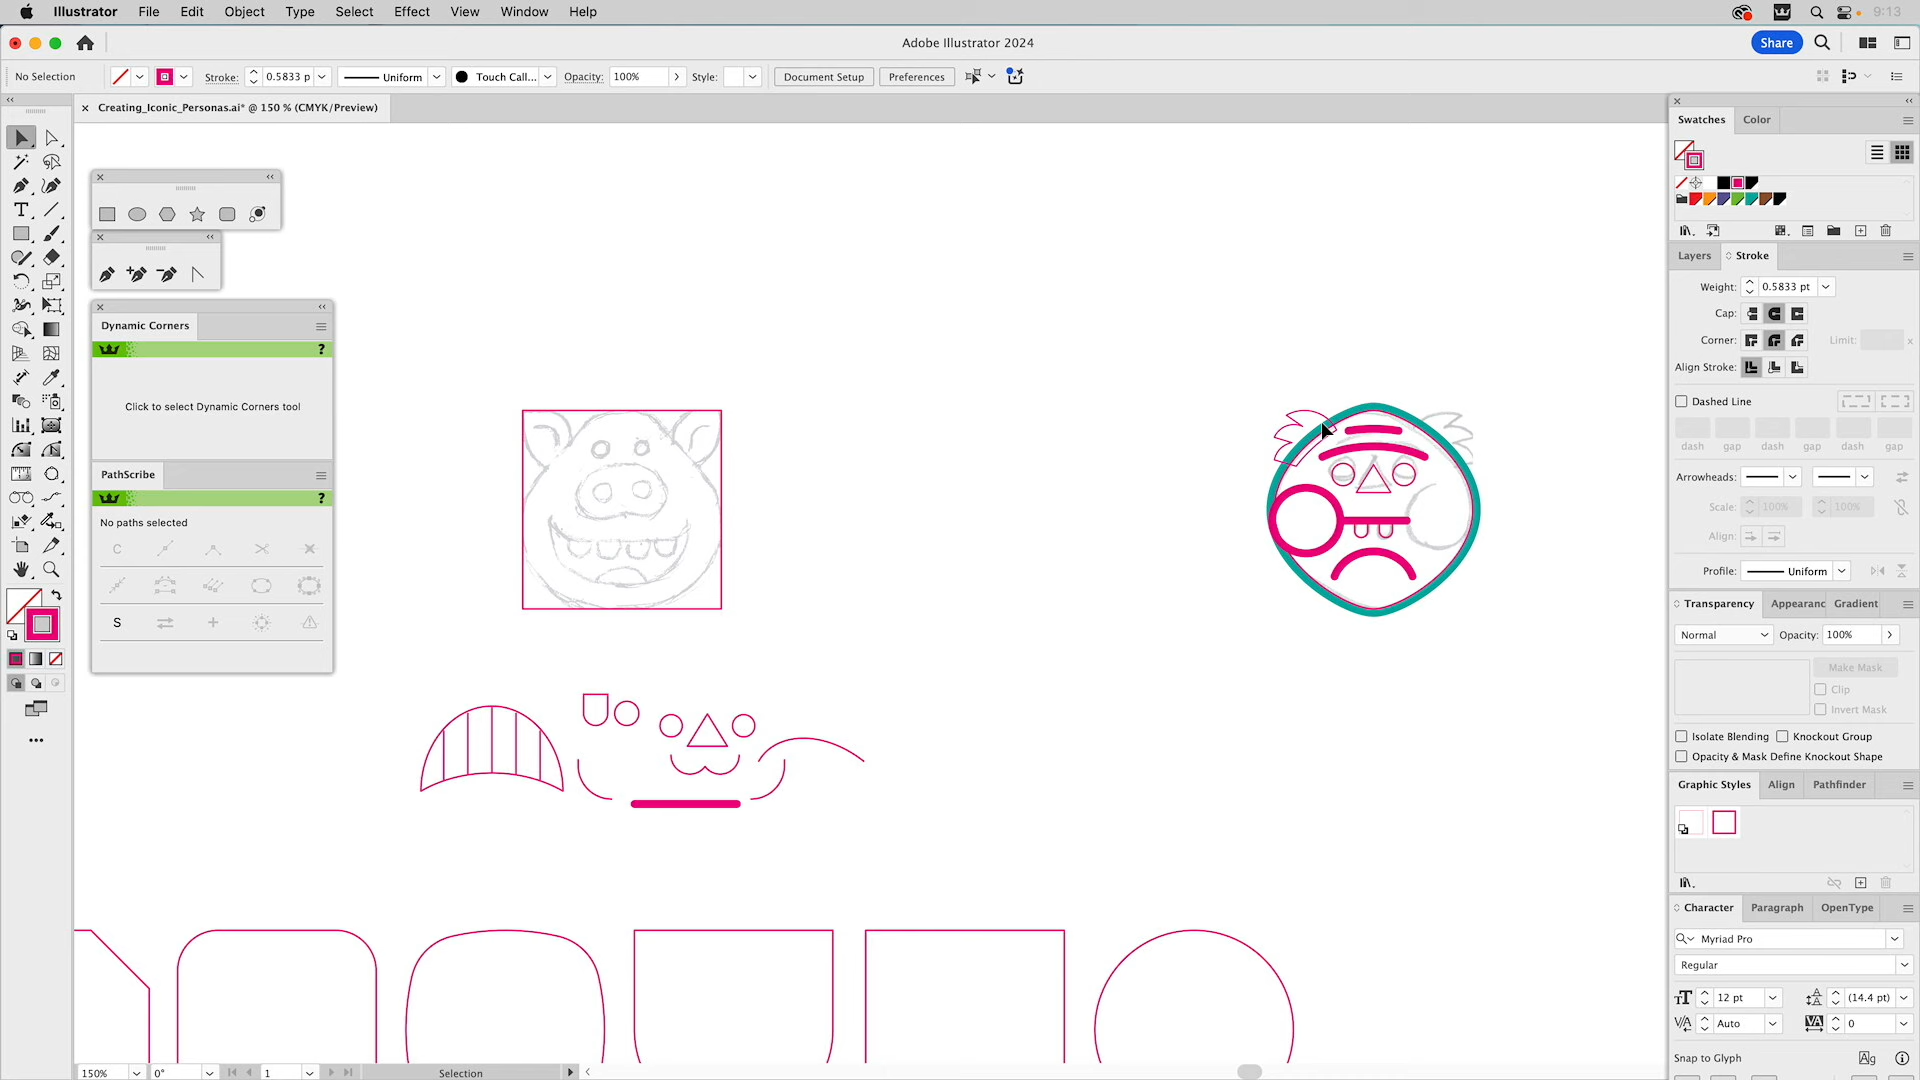 Illustrator File Edit Object Type Select Effect View Window Help 9:13
Adobe Illustrator 2024 Share
No Selection Stroke: 0.5833 p Uniform Touch Call... Opacity: 100% Style: Document Setup Preferences
× Creating_Iconic_Personas.ai* @ 150 % (CMYK/Preview)
Dynamic Corners
?
Click to select Dynamic Corners tool
PathScribe
?
No paths selected
C
S
150% 0° 1 Selection
Swatches Color
Layers Stroke
Weight: 0.5833 pt
Cap:
Corner: Limit: x
Align Stroke:
Dashed Line
dash gap dash gap dash gap
Arrowheads:
Scale: 100% 100%
Align:
Profile: Uniform
Transparency Appearanc Gradient
Normal Opacity: 100%
Make Mask
Clip
Invert Mask
Isolate Blending Knockout Group
Opacity & Mask Define Knockout Shape
Graphic Styles Align Pathfinder
Character Paragraph OpenType
Myriad Pro
Regular
12 pt (14.4 pt)
Auto 0
Snap to Glyph